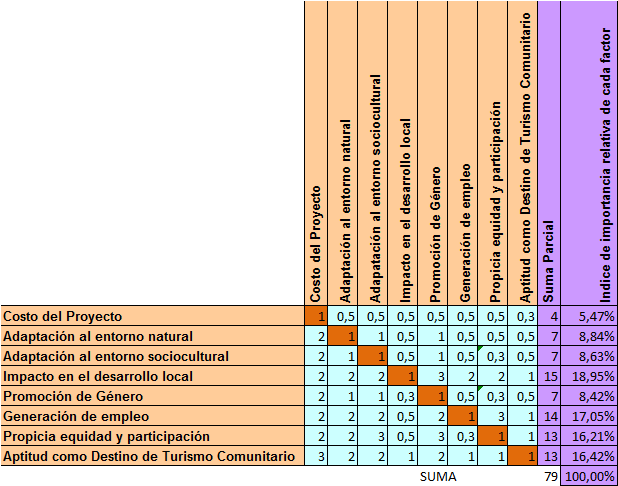 Costo del Proyecto
Adaptación al entorno natural
Adapatación al entorno sociocultural
Impacto en el desarrollo local
Promoción de Género
Generación de empleo
Propicia equidad y participación
Aptitud como Destino de Turismo Comunitario
Suma Parcial
Indice de importancia relativa de cada factor
Costo del Proyecto 1 0,5 0,5 0,5 0,5 0,5 0,5 0,3 4 5,47%
Adaptación al entorno natural 2 1 1 0,5 1 0,5 0,5 0,5 7 8,84%
Adaptación al entorno sociocultural 2 1 1 0,5 1 0,5 0,3 0,5 7 8,63%
Impacto en el desarrollo local 2 2 2 1 3 2 2 1 15 18,95%
Promoción de Género 2 1 1 0,3 1 0,5 0,3 0,5 7 8,42%
Generación de empleo 2 2 2 0,5 2 1 3 1 14 17,05%
Propicia equidad y participación 2 2 3 0,5 3 0,3 1 1 13 16,21%
Aptitud como Destino de Turismo Comunitario 3 2 2 1 2 1 1 1 13 16,42%
SUMA 79 100,00%